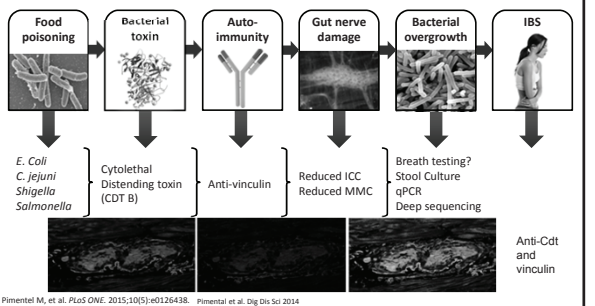 Food
poisoning
Bacterial
toxin
Auto-
immunity
Gut nerve
damage
Bacterial
overgrowth
IBS
E. Coli
C. jejuni
Shigella
Salmonella
Cytolethal
Distending toxin
(CDT B)
Anti-vinculin
Reduced ICC
Reduced MMC
Breath testing?
Stool Culture
qPCR
Deep sequencing
Anti-Cdt
and
vinculin
Pimentel M, et al. PLoS ONE. 2015;10(5):e0126438. Pimental et al. Dig Dis Sci 2014